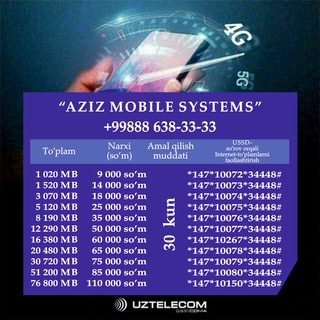 4G
5G
“AZIZ MOBILE SYSTEMS”
+99888 638-33-33
To‘plam Narxi (so‘m) Amal qilish muddati USSD- so‘rov orqali Internet-to‘plamlarni faollashtirish
1 020 MB 9 000 so‘m *147*10072*34448#
1 520 MB 14 000 so‘m *147*10073*34448#
3 070 MB 18 000 so‘m *147*10074*34448#
5 120 MB 25 000 so‘m *147*10075*34448#
8 190 MB 35 000 so‘m *147*10076*34448#
12 290 MB 50 000 so‘m *147*10077*34448#
16 380 MB 60 000 so‘m *147*10267*34448#
20 480 MB 65 000 so‘m *147*10078*34448#
30 720 MB 75 000 so‘m *147*10079*34448#
51 200 MB 85 000 so‘m *147*10080*34448#
76 800 MB 110 000 so‘m *147*10150*34448#
30 kun
UZTELECOM